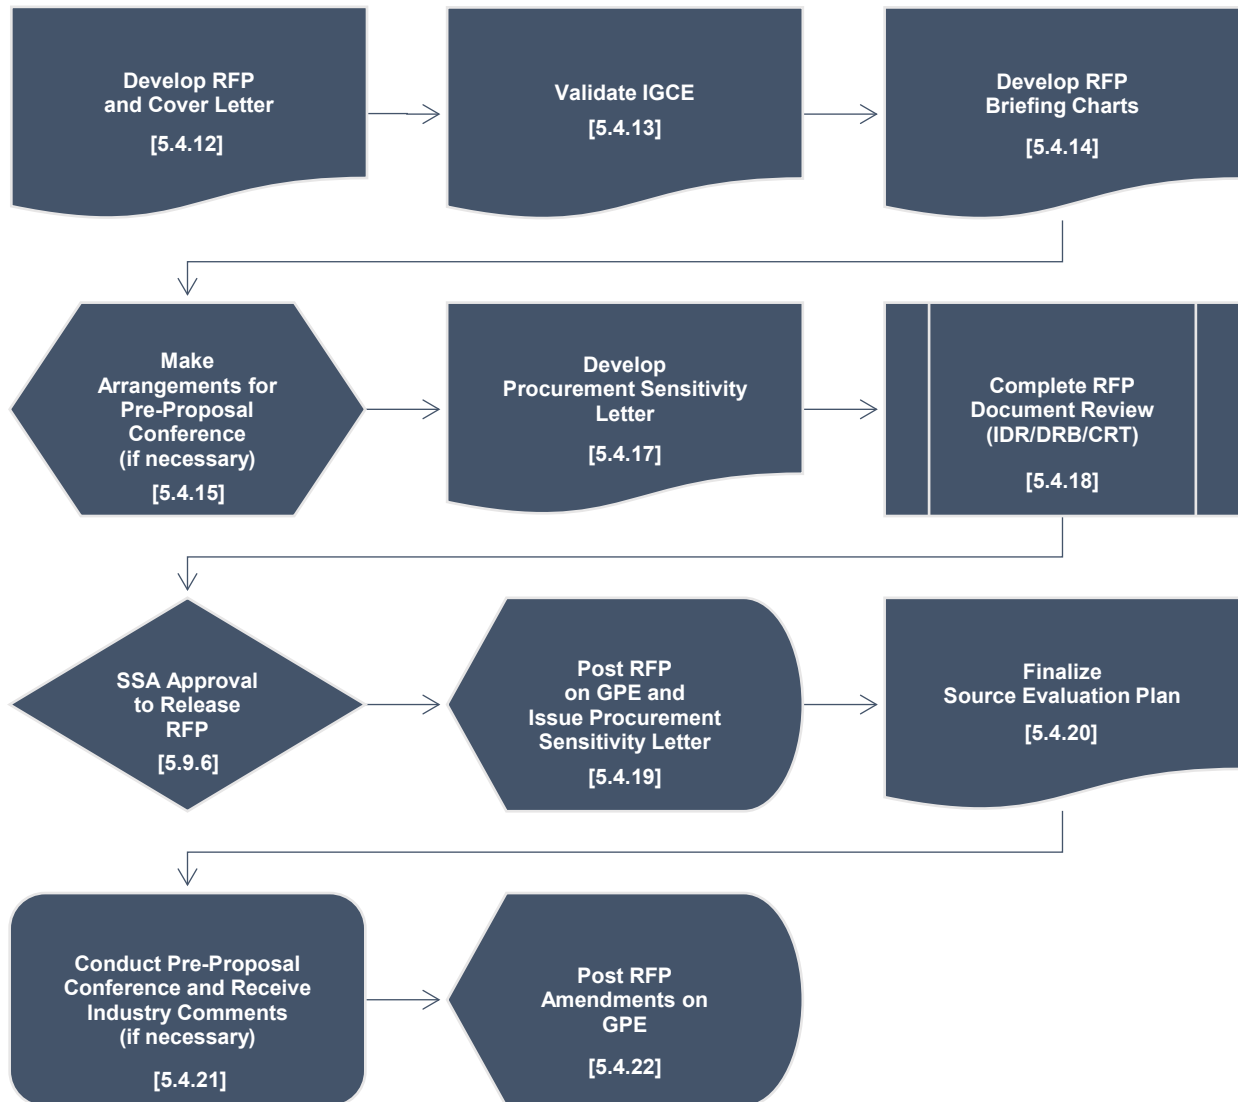 Develop RFP
and Cover Letter
[5.4.12]
Validate IGCE
[5.4.13]
Develop RFP
Briefing Charts
[5.4.14]
Make
Arrangements for
Pre-Proposal
Conference
(if necessary)
[5.4.15]
Develop
Procurement Sensitivity
Letter
[5.4.17]
Complete RFP
Document Review
(IDR/DRB/CRT)
[5.4.18]
SSA Approval
to Release
RFP
[5.9.6]
Post RFP
on GPE and
Issue Procurement
Sensitivity Letter
[5.4.19]
Finalize
Source Evaluation Plan
[5.4.20]
Conduct Pre-Proposal
Conference and Receive
Industry Comments
(if necessary)
[5.4.21]
Post RFP
Amendments on
GPE
[5.4.22]